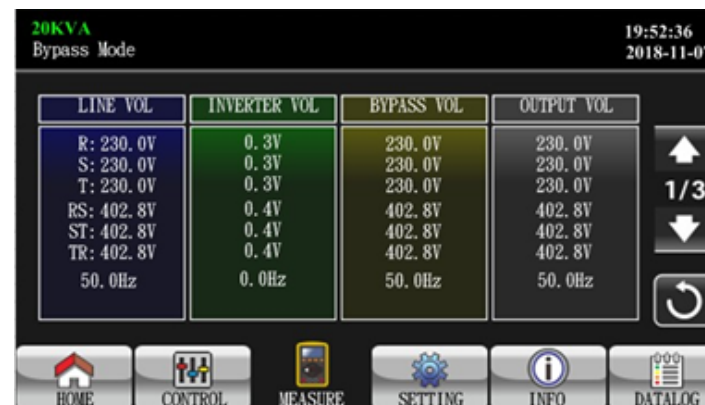 20KVA
Bypass Mode
19:52:36
2018-11-0
LINE VOL
R: 230.0V
S: 230.0V
T: 230.0V
RS: 402.8V
ST: 402.8V
TR: 402.8V
50.0Hz
INVERTER VOL
0.3V
0.3V
0.3V
0.4V
0.4V
0.4V
0.0Hz
BYPASS VOL
230.0V
230.0V
230.0V
402.8V
402.8V
402.8V
50.0Hz
OUTPUT VOL
230.0V
230.0V
230.0V
402.8V
402.8V
402.8V
50.0Hz
1/3
HOME
CONTROL
MEASURE
SETTING
INFO
DATALOG